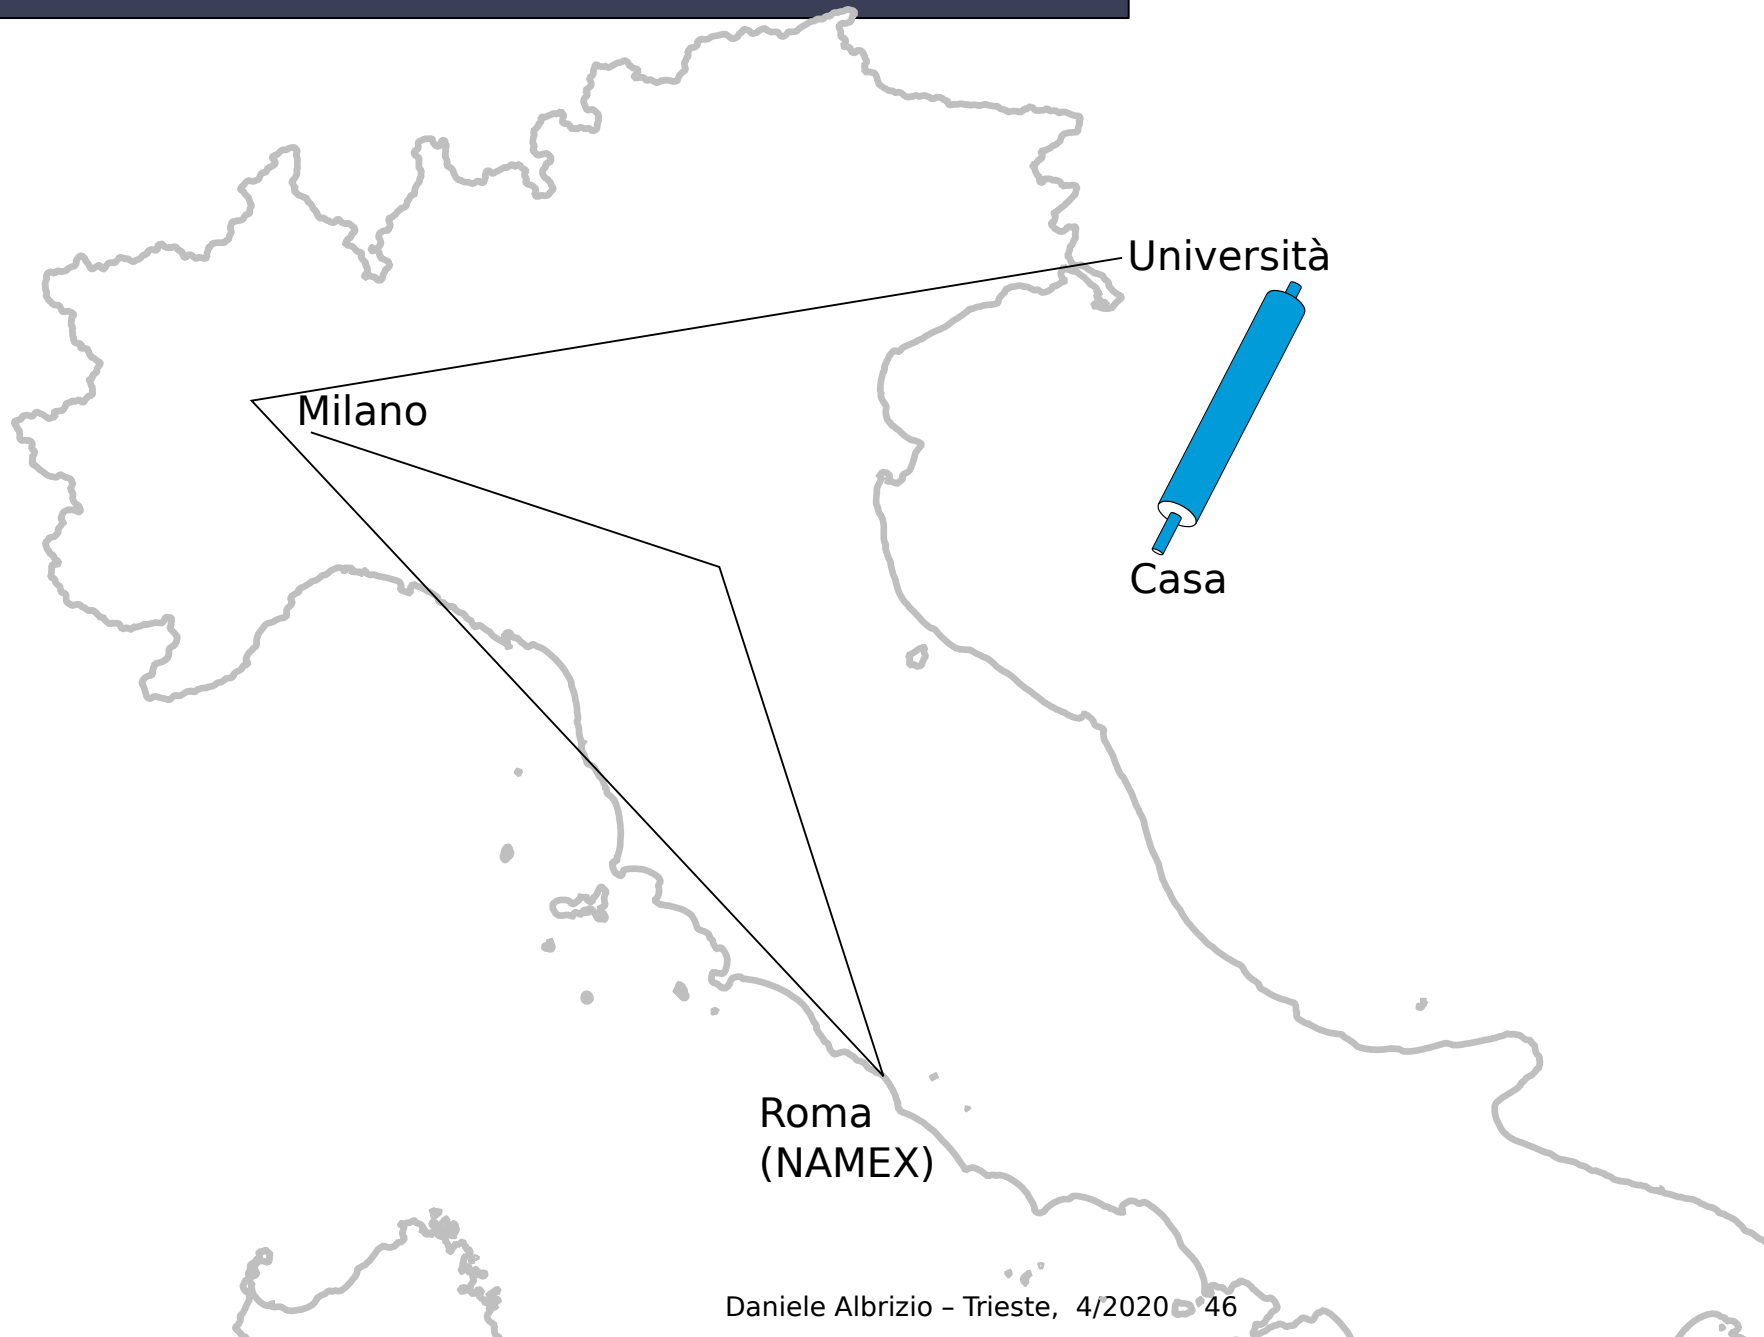 Università
Milano
Casa
Roma
(NAMEX)
Daniele Albrizio – Trieste, 4/2020 46